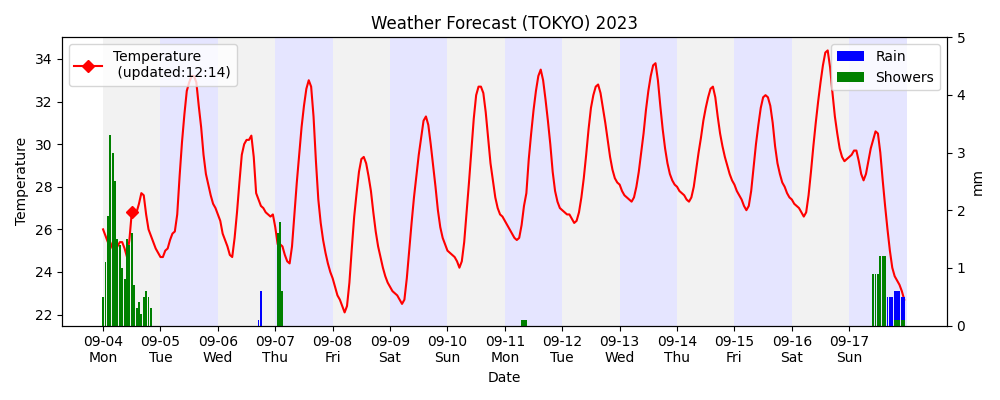 Weather Forecast (TOKYO) 2023
Temperature
(updated:12:14)
Rain
Showers
Temperature
34
32
30
28
26
24
22
5
4
3
2
1
0
mm
09-04 09-05 09-06 09-07 09-08 09-09 09-10 09-11 09-12 09-13 09-14 09-15 09-16 09-17
Mon Tue Wed Thu Fri Sat Sun Mon Tue Wed Thu Fri Sat Sun
Date